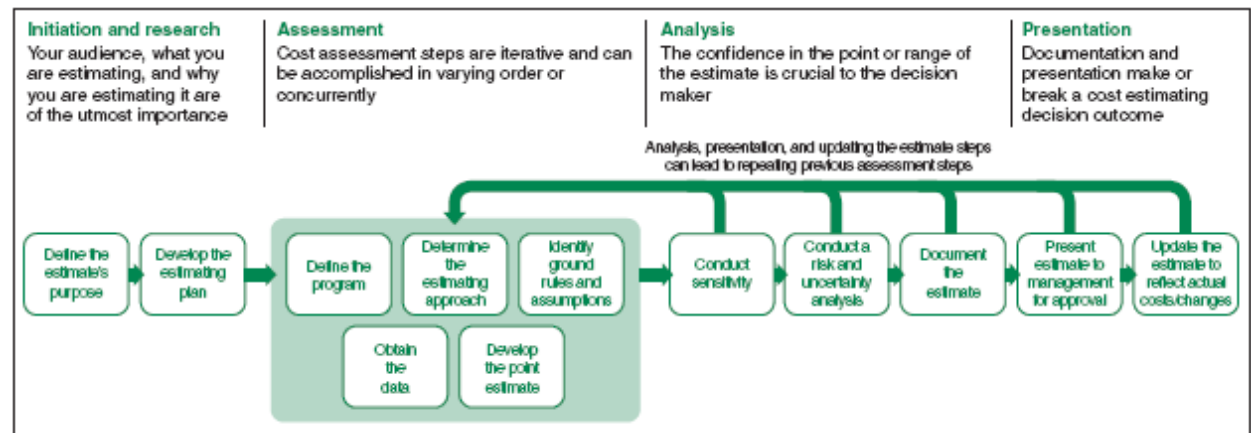 Initiation and research
Your audience, what you
are estimating, and why
you are estimating it are
of the utmost importance
Assessment
Cost assessment steps are iterative and can
be accomplished in varying order or
concurrently
Analysis
The confidence in the point or range of
the estimate is crucial to the decision
maker
Presentation
Documentation and
presentation make or
break a cost estimating
decision outcome
Analysis, presentation, and updating the estimate steps
can lead to repeating previous assessment steps
Define the
estimate's
purpose
Develop the
estimating
plan
Define the
program
Determine
the
estimating
approach
Identify
ground
rules and
assumptions
Obtain
the
data
Develop
the point
estimate
Conduct
sensitivity
Conduct a
risk and
uncertainty
analysis
Document
the
estimate
Present
estimate to
management
for approval
Update the
estimate to
reflect actual
costs/changes